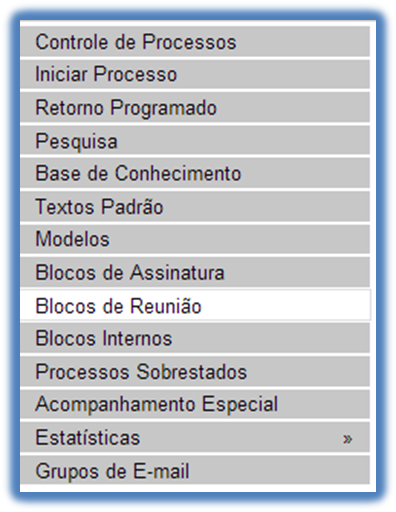 Controle de Processos
Iniciar Processo
Retorno Programado
Pesquisa
Base de Conhecimento
Textos Padrão
Modelos
Blocos de Assinatura
Blocos de Reunião
Blocos Internos
Processos Sobrestados
Acompanhamento Especial
Estatísticas »
Grupos de E-mail